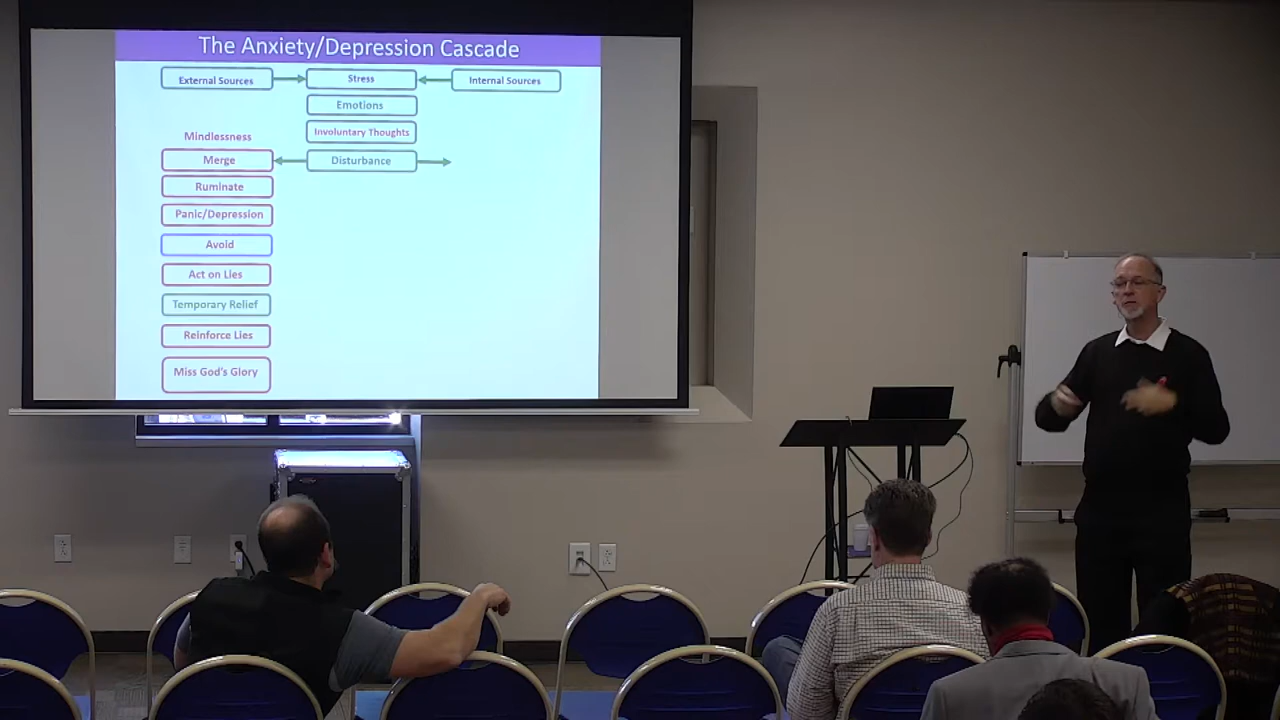 The Anxiety/Depression Cascade
External Sources
Stress
Internal Sources
Emotions
Involuntary Thoughts
Mindlessness
Merge
Disturbance
Ruminate
Panic/Depression
Avoid
Act on Lies
Temporary Relief
Reinforce Lies
Miss God's Glory